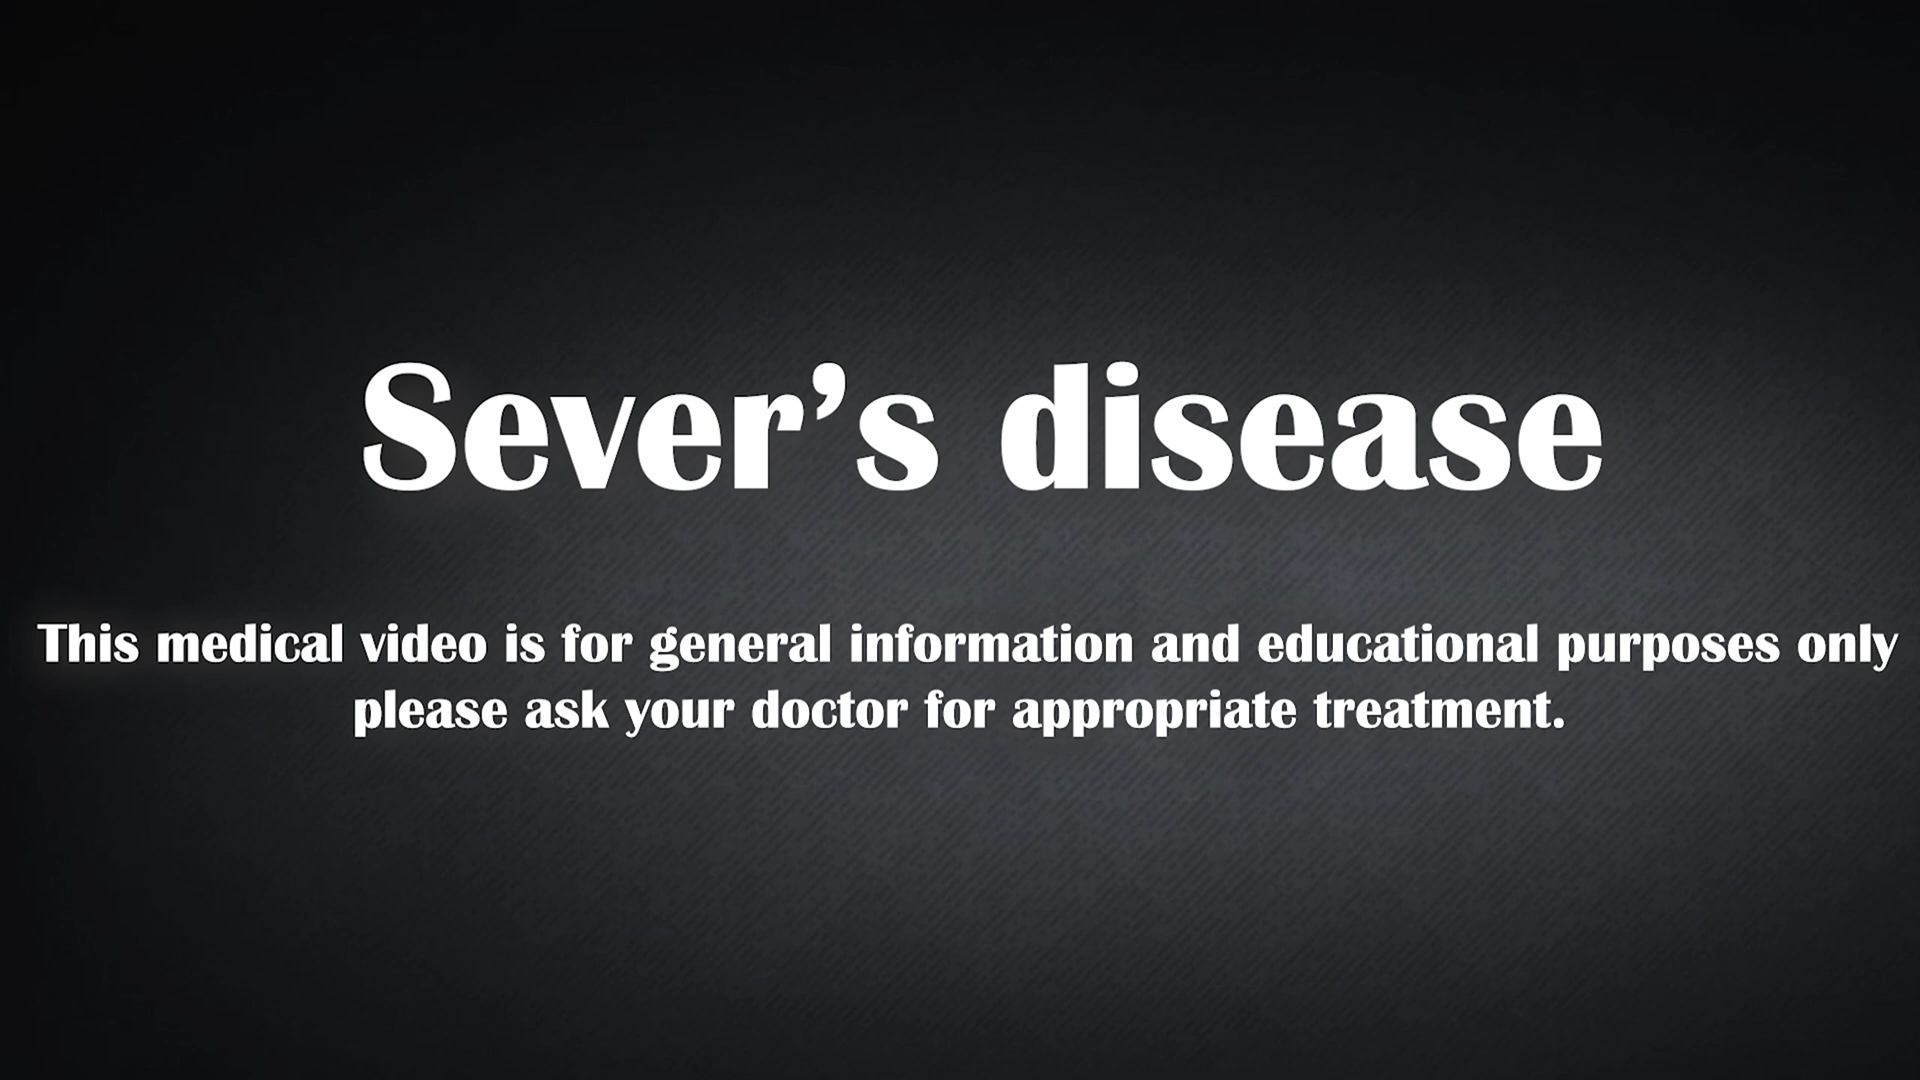 Sever’s disease
This medical video is for general information and educational purposes only
please ask your doctor for appropriate treatment.